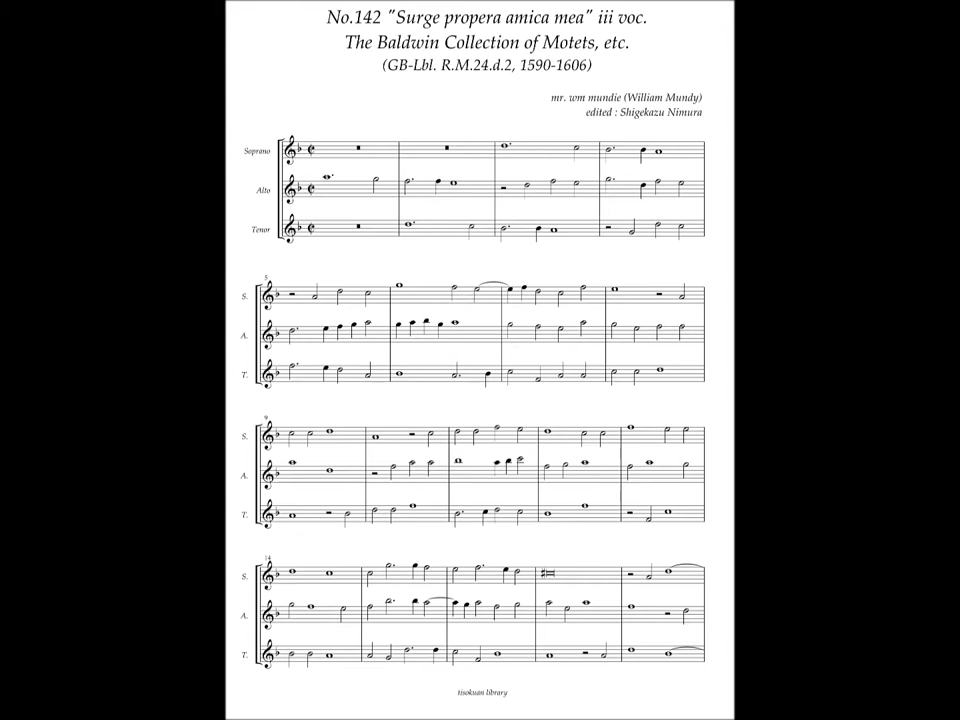 No.142 "Surge propera amica mea" iii voc.
The Baldwin Collection of Motets, etc.
(GB-Lbl. R.M.24.d.2, 1590-1606)
mr. wm mundie (William Mundy)
edited : Shigekazu Nimura
Soprano
Alto
Tenor
5
S.
A.
T.
9
S.
A.
T.
14
S.
A.
T.
tisokuan library